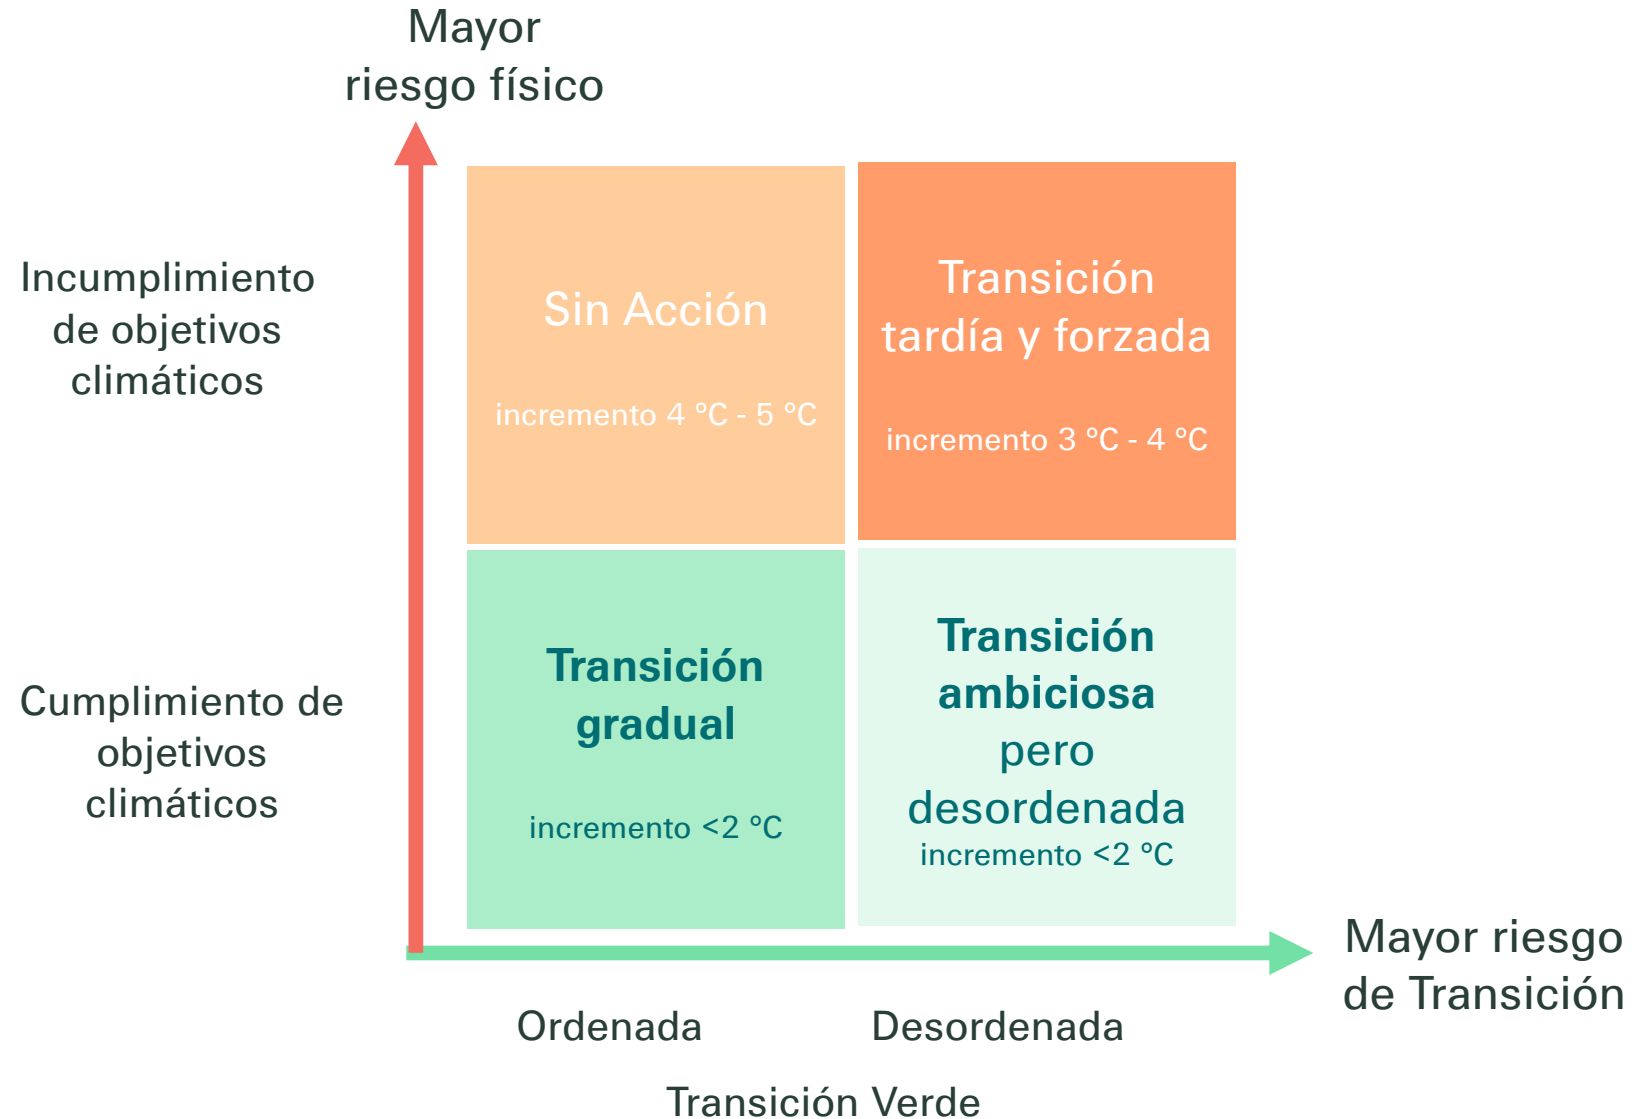 Mayor
riesgo físico
Incumplimiento
de objetivos
climáticos
Sin Acción
incremento 4 °C - 5 °C
Transición
tardía y forzada
incremento 3 °C - 4 °C
Cumplimiento de
objetivos
climáticos
Transición
gradual
incremento <2 °C
Transición
ambiciosa
pero
desordenada
incremento <2 °C
Mayor riesgo
de Transición
Ordenada
Desordenada
Transición Verde